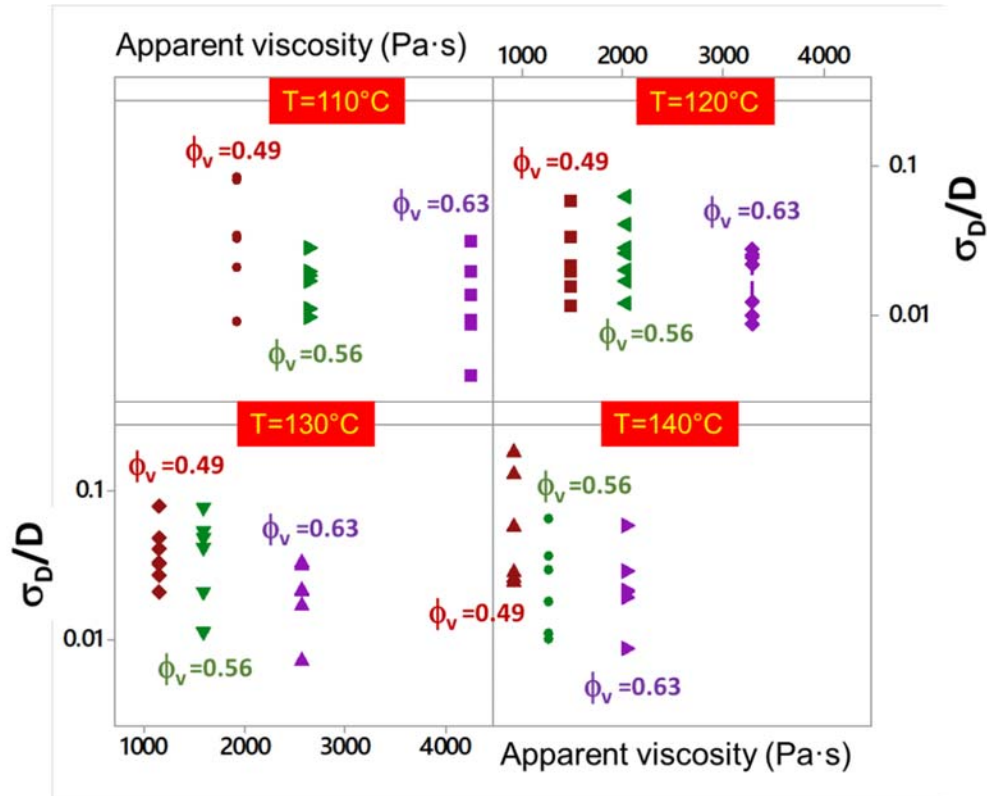 Apparent viscosity (Pa·s)
1000 2000 3000 4000
T=110°C
T=120°C
ϕv =0.49
ϕv =0.63
ϕv =0.56
ϕv =0.49
ϕv =0.63
ϕv =0.56
0.1
0.01
σD/D
T=130°C
T=140°C
ϕv =0.49
ϕv =0.63
ϕv =0.56
ϕv =0.56
ϕv =0.49
ϕv =0.63
0.1
0.01
σD/D
1000 2000 3000 4000
Apparent viscosity (Pa·s)